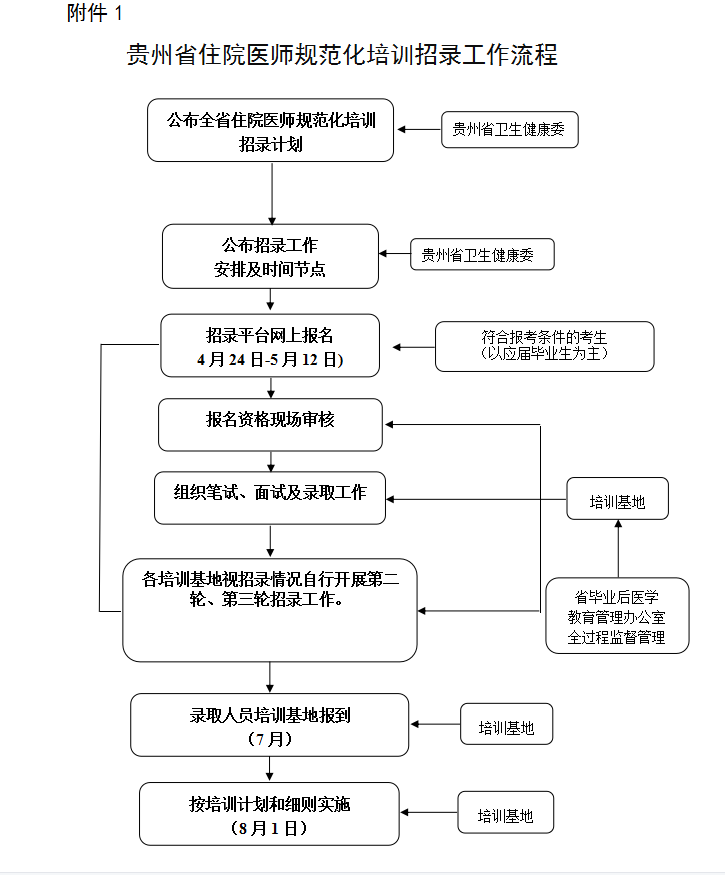 附件 1
贵州省住院医师规范化培训招录工作流程
公布全省住院医师规范化培训
招录计划
贵州省卫生健康委
公布招录工作
安排及时间节点
贵州省卫生健康委
招录平台网上报名
4 月 24 日-5 月 12 日)
符合报考条件的考生
（以应届毕业生为主）
报名资格现场审核
组织笔试、面试及录取工作
培训基地
各培训基地视招录情况自行开展第二
轮、第三轮招录工作。
省毕业后医学
教育管理办公室
全过程监督管理
录取人员培训基地报到
（7 月）
培训基地
按培训计划和细则实施
（8 月 1 日）
培训基地